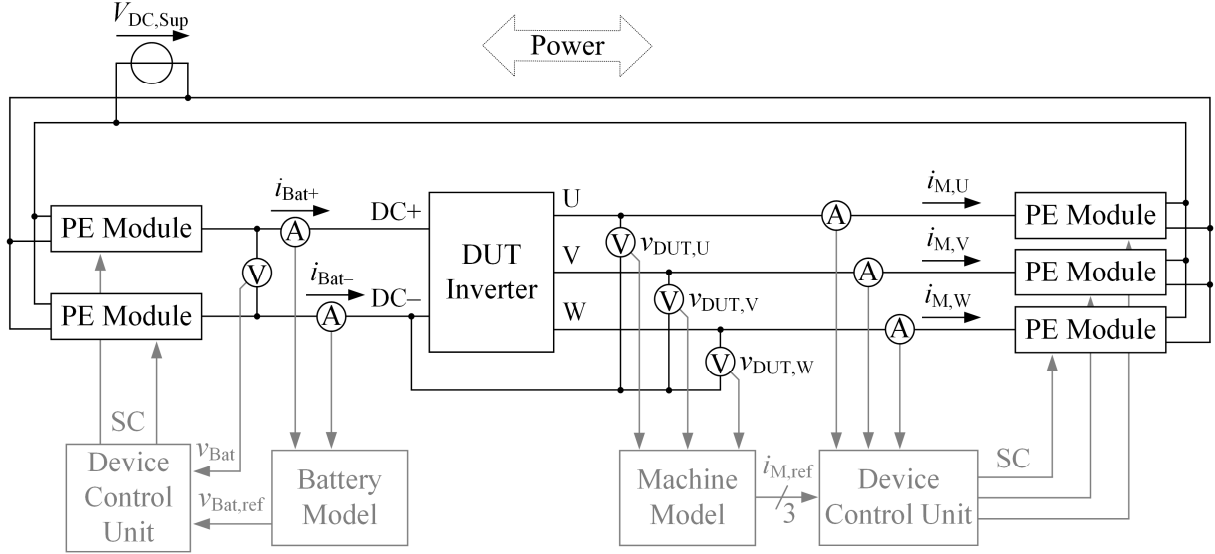 V_DC,Sup
Power
i_Bat+
i_M,U
DC+
U
PE Module
A
A
PE Module
V
v_DUT,U
DUT
Inverter
V
i_M,V
V
A
PE Module
i_Bat–
DC–
V
v_DUT,V
W
i_M,W
PE Module
A
A
PE Module
V
v_DUT,W
SC
v_Bat
Device
Control
Unit
v_Bat,ref
Battery
Model
Machine
Model
i_M,ref
3
Device
Control Unit
SC